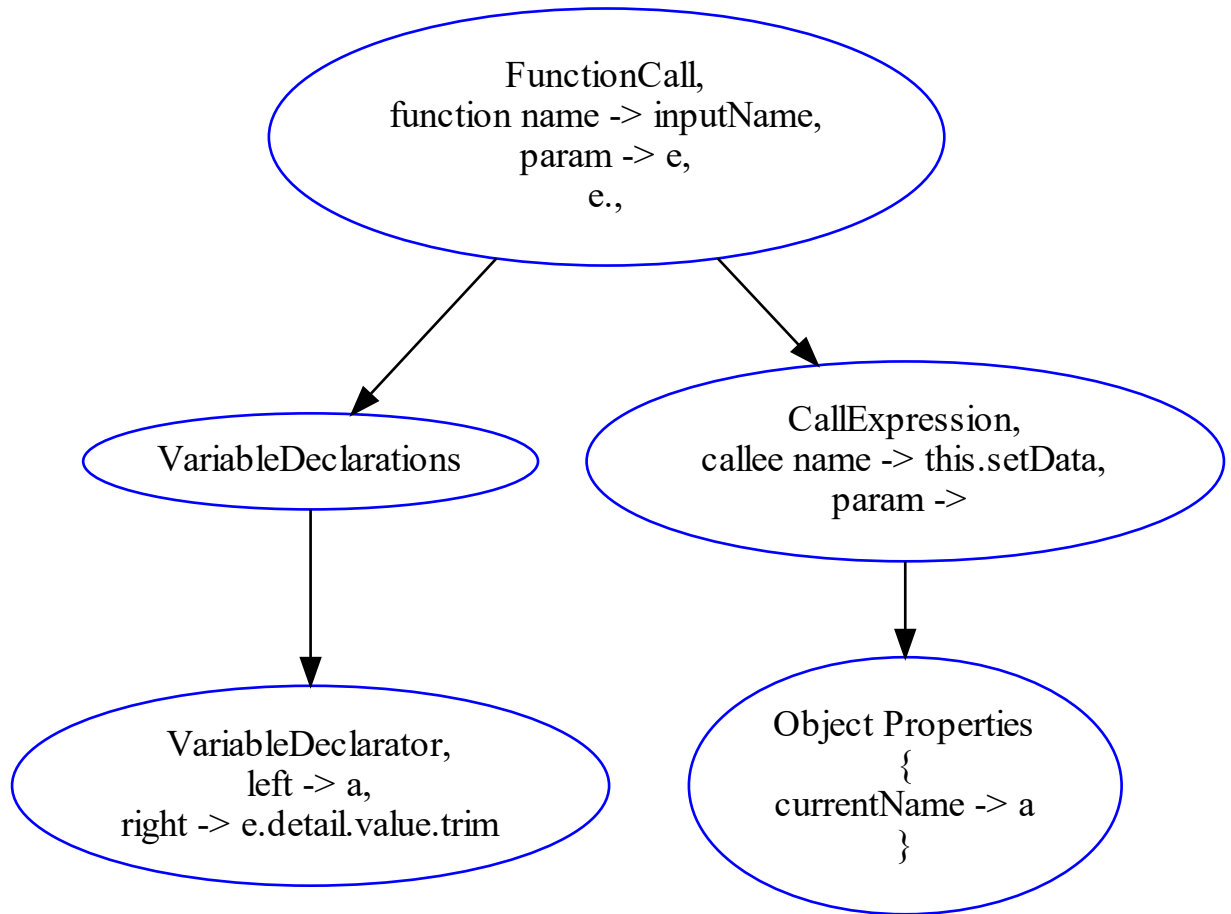 FunctionCall,
function name -> inputName,
param -> e,
e.,
VariableDeclarations
CallExpression,
callee name -> this.setData,
param ->
VariableDeclarator,
left -> a,
right -> e.detail.value.trim
Object Properties
{
currentName -> a
}